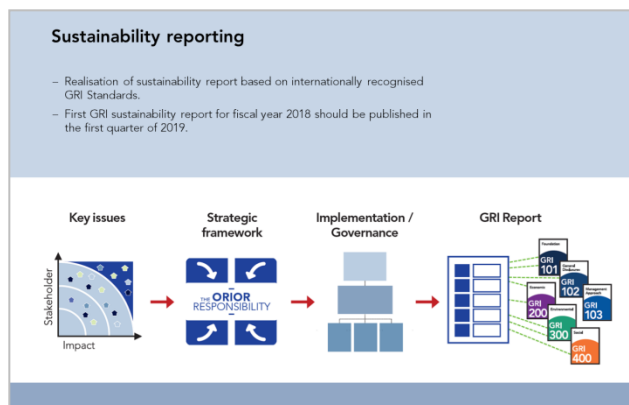 Sustainability reporting
– Realisation of sustainability report based on internationally recognised
GRI Standards.
– First GRI sustainability report for fiscal year 2018 should be published in
the first quarter of 2019.
Key issues
Strategic
framework
Implementation /
Governance
GRI Report
Stakeholder
Impact
THE ORIOR
RESPONSIBILITY
Foundation
GRI
101
General
Disclosures
GRI
102
Management
Approach
GRI
103
Economic
GRI
200
Environmental
GRI
300
Social
GRI
400